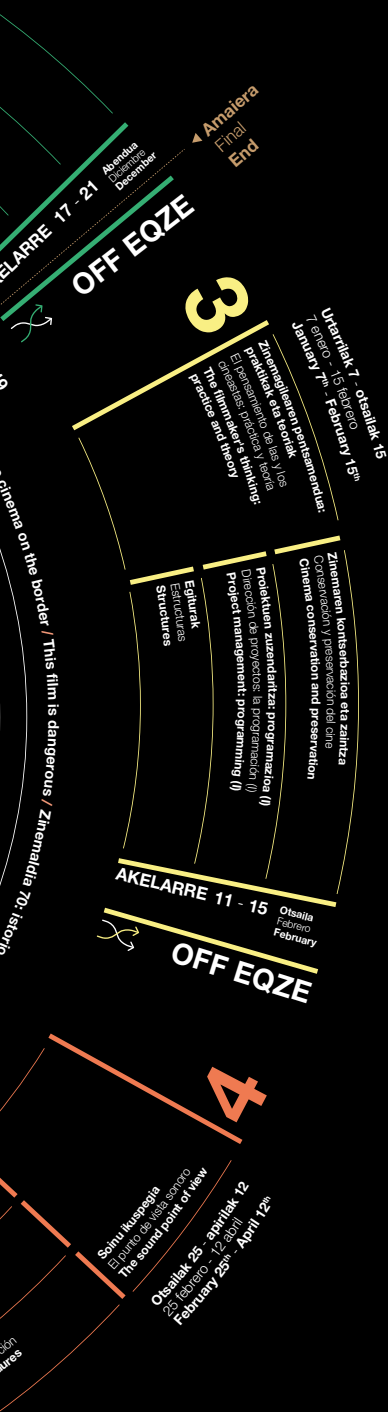 Amaiera
Final
End
AKELARRE 17 - 21
Abendua
Diciembre
December
OFF EQZE
3
Urtarrilak 7 - otsailak 15
7 enero - 15 febrero
January 7th - February 15th
Zinemagilearen pentsamendua:
praktikak eta teoriak
El pensamiento de las y los
cineastas: práctica y teoría
The filmmaker's thinking:
practice and theory
Zinemaren kontserbazioa eta zaintza
Conservación y preservación del cine
Cinema conservation and preservation
Proiektuen zuzendaritza: programazioa (I)
Dirección de proyectos: la programación (I)
Project management: programming (I)
Egiturak
Estructuras
Structures
cinema on the border / This film is dangerous / Zinemaldia 70: istorio
AKELARRE 11 - 15
Otsaila
Febrero
February
OFF EQZE
4
Soinu ikuspegia
El punto de vista sonoro
The sound point of view
Otsailak 25 - apirilak 12
25 febrero - 12 abril
February 25th - April 12th
ción
ures